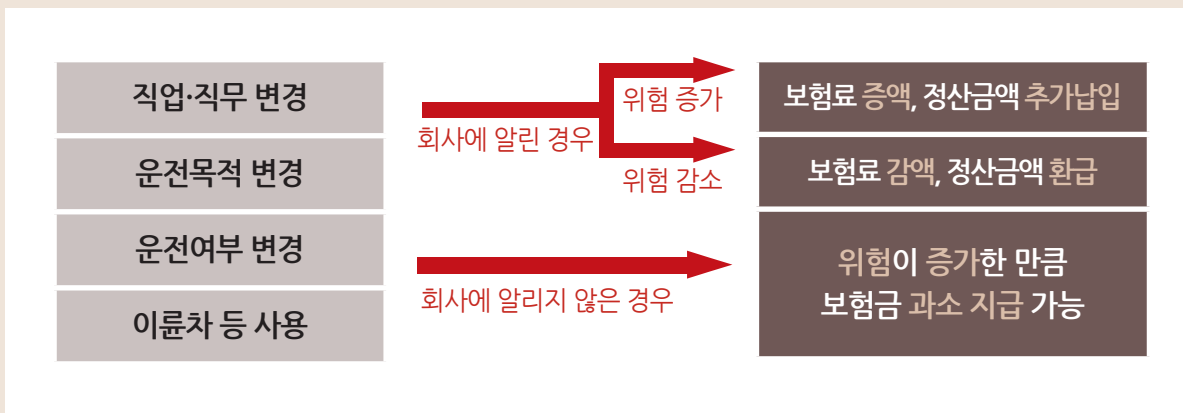 직업·직무 변경
운전목적 변경
운전여부 변경
이륜차 등 사용
회사에 알린 경우
위험 증가
위험 감소
회사에 알리지 않은 경우
보험료 증액, 정산금액 추가납입
보험료 감액, 정산금액 환급
위험이 증가한 만큼
보험금 과소 지급 가능